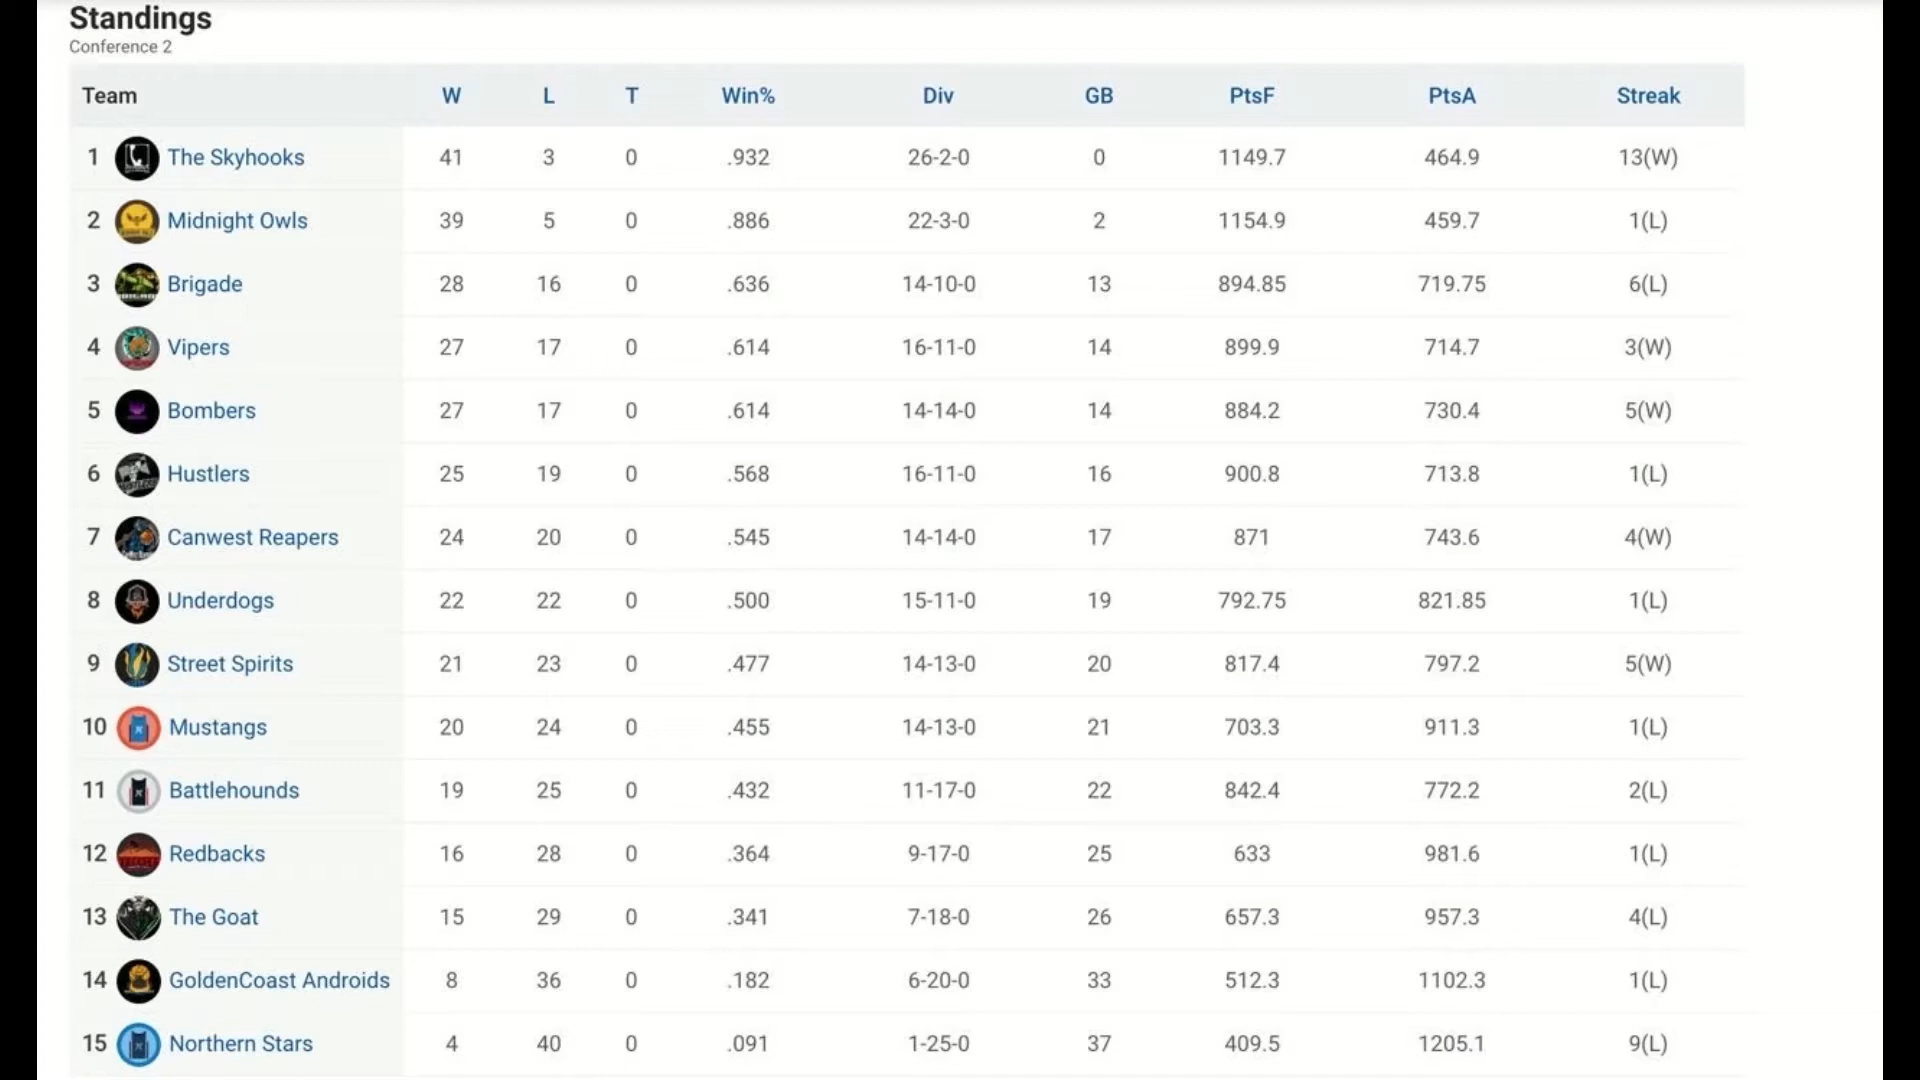 Standings
Conference 2
Team W L T Win% Div GB PtsF PtsA Streak
1 The Skyhooks 41 3 0 .932 26-2-0 0 1149.7 464.9 13(W)
2 Midnight Owls 39 5 0 .886 22-3-0 2 1154.9 459.7 1(L)
3 Brigade 28 16 0 .636 14-10-0 13 894.85 719.75 6(L)
4 Vipers 27 17 0 .614 16-11-0 14 899.9 714.7 3(W)
5 Bombers 27 17 0 .614 14-14-0 14 884.2 730.4 5(W)
6 Hustlers 25 19 0 .568 16-11-0 16 900.8 713.8 1(L)
7 Canwest Reapers 24 20 0 .545 14-14-0 17 871 743.6 4(W)
8 Underdogs 22 22 0 .500 15-11-0 19 792.75 821.85 1(L)
9 Street Spirits 21 23 0 .477 14-13-0 20 817.4 797.2 5(W)
10 Mustangs 20 24 0 .455 14-13-0 21 703.3 911.3 1(L)
11 Battlehounds 19 25 0 .432 11-17-0 22 842.4 772.2 2(L)
12 Redbacks 16 28 0 .364 9-17-0 25 633 981.6 1(L)
13 The Goat 15 29 0 .341 7-18-0 26 657.3 957.3 4(L)
14 GoldenCoast Androids 8 36 0 .182 6-20-0 33 512.3 1102.3 1(L)
15 Northern Stars 4 40 0 .091 1-25-0 37 409.5 1205.1 9(L)